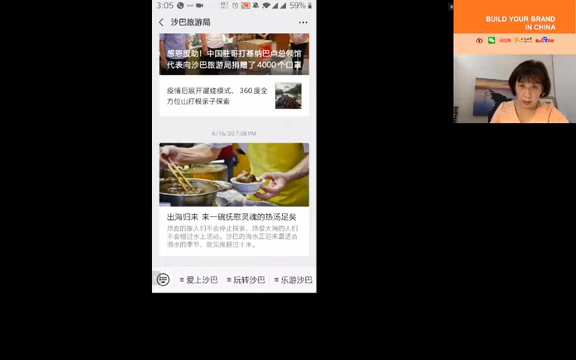 3:05
59%
沙巴旅游局
感恩援助!中国驻哥打基纳巴卢总领馆
代表向沙巴旅游局捐赠了4000个口罩
疫情后展开遛娃模式,360度全
方位山打根亲子探索
6/16/20 7:08 PM
出海归来 来一碗抚慰灵魂的热汤足矣
热血的旅人们不会停止探索,热爱大海的人们
不会错过水上活动。沙巴的海水正迎来最适合
潜水的季节,能见度超过十米。
爱上沙巴
玩转沙巴
乐游沙巴
BUILD YOUR BRAND
IN CHINA